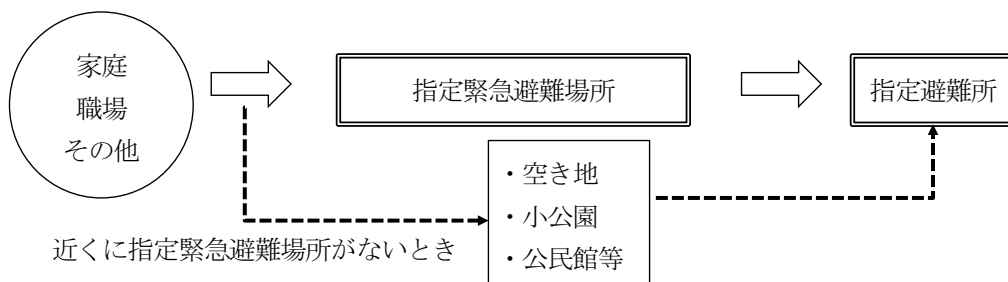 家庭
職場
その他
指定緊急避難場所
指定避難所
・空き地
・小公園
・公民館等
近くに指定緊急避難場所がないとき